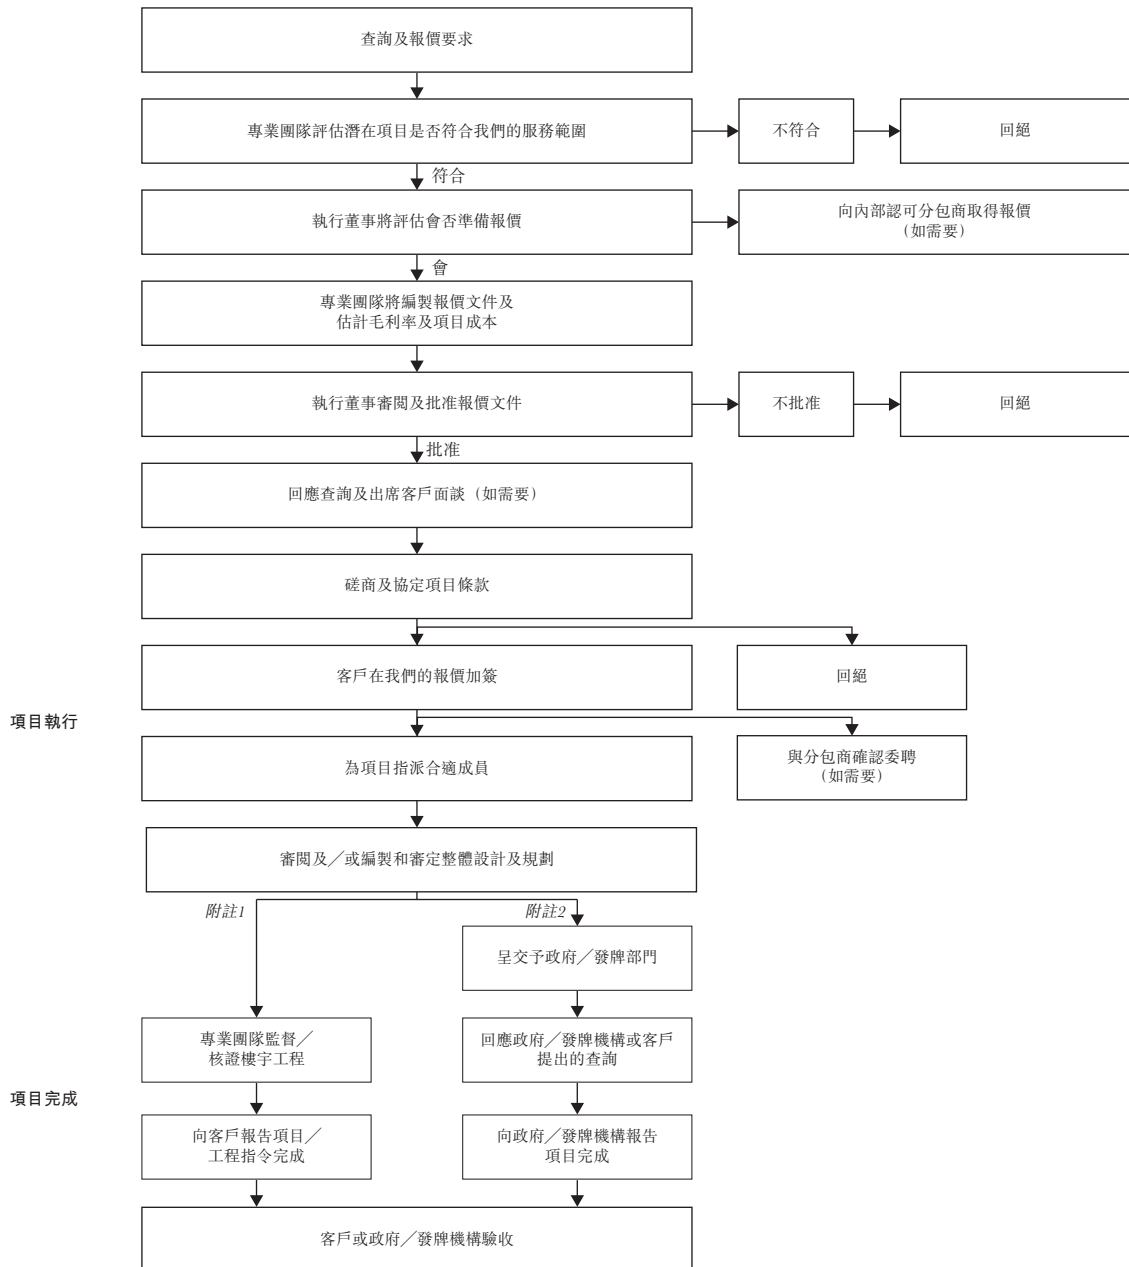 查詢及報價要求
專業團隊評估潛在項目是否符合我們的服務範圍
不符合
回絕
符合
執行董事將評估會否準備報價
向內部認可分包商取得報價
（如需要）
會
專業團隊將編製報價文件及
估計毛利率及項目成本
執行董事審閱及批准報價文件
不批准
回絕
批准
回應查詢及出席客戶面談（如需要）
磋商及協定項目條款
客戶在我們的報價加簽
回絕
項目執行
為項目指派合適成員
與分包商確認委聘
（如需要）
審閱及／或編製和審定整體設計及規劃
附註1
附註2
呈交予政府／發牌部門
專業團隊監督／
核證樓宇工程
回應政府／發牌機構或客戶
提出的查詢
項目完成
向客戶報告項目／
工程指令完成
向政府／發牌機構報告
項目完成
客戶或政府／發牌機構驗收